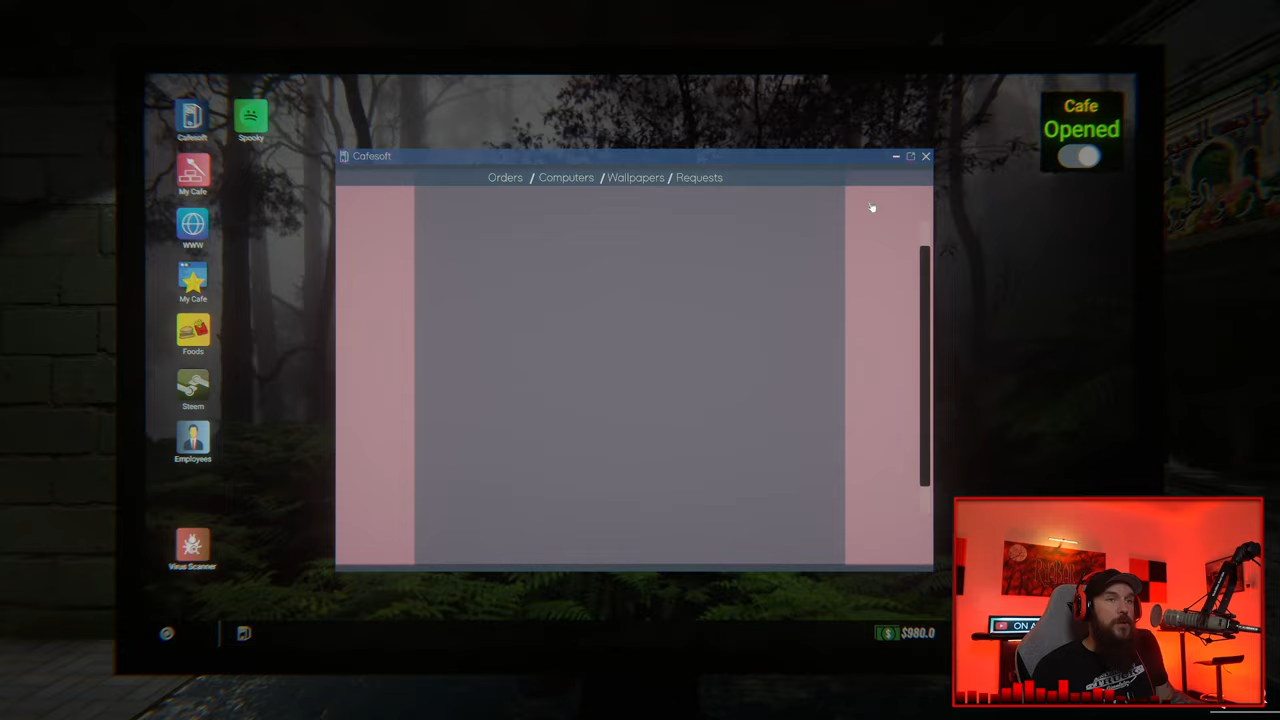 Cafesoft
Spooky
My Cafe
WWW
My Cafe
Foods
Steem
Employees
Virus Scanner
Cafesoft
Orders / Computers / Wallpapers / Requests
Cafe
Opened
$980.0
ON A